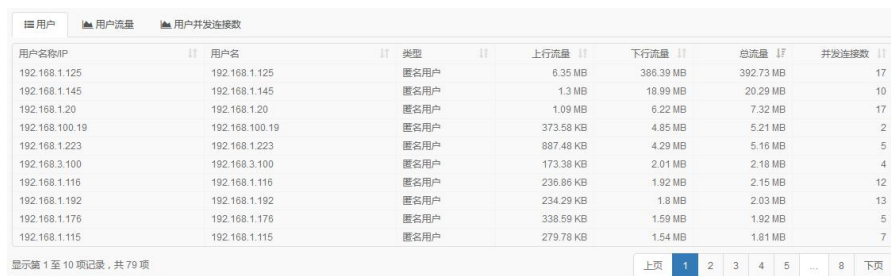 用户 用户流量 用户并发连接数
用户名称/IP 用户名 类型 上行流量 下行流量 总流量 并发连接数
192.168.1.125 192.168.1.125 匿名用户 6.35 MB 386.39 MB 392.73 MB 17
192.168.1.145 192.168.1.145 匿名用户 1.3 MB 18.99 MB 20.29 MB 10
192.168.1.20 192.168.1.20 匿名用户 1.09 MB 6.22 MB 7.32 MB 17
192.168.100.19 192.168.100.19 匿名用户 373.58 KB 4.85 MB 5.21 MB 2
192.168.1.223 192.168.1.223 匿名用户 887.48 KB 4.29 MB 5.16 MB 5
192.168.3.100 192.168.3.100 匿名用户 173.38 KB 2.01 MB 2.18 MB 4
192.168.1.116 192.168.1.116 匿名用户 236.86 KB 1.92 MB 2.15 MB 12
192.168.1.192 192.168.1.192 匿名用户 234.29 KB 1.8 MB 2.03 MB 13
192.168.1.176 192.168.1.176 匿名用户 338.59 KB 1.59 MB 1.92 MB 5
192.168.1.115 192.168.1.115 匿名用户 279.78 KB 1.54 MB 1.81 MB 7
显示第 1 至 10 项记录，共 79 项 上页 1 2 3 4 5 ... 8 下页